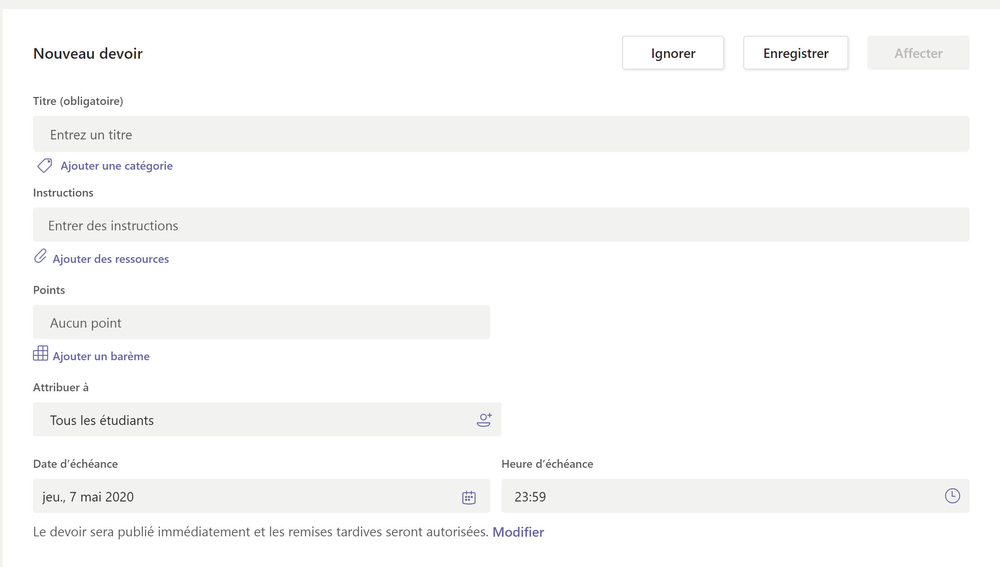 Nouveau devoir
Ignorer
Enregistrer
Affecter
Titre (obligatoire)
Entrez un titre
Ajouter une catégorie
Instructions
Entrer des instructions
Ajouter des ressources
Points
Aucun point
Ajouter un barème
Attribuer à
Tous les étudiants
Date d’échéance
Heure d’échéance
jeu., 7 mai 2020
23:59
Le devoir sera publié immédiatement et les remises tardives seront autorisées. Modifier